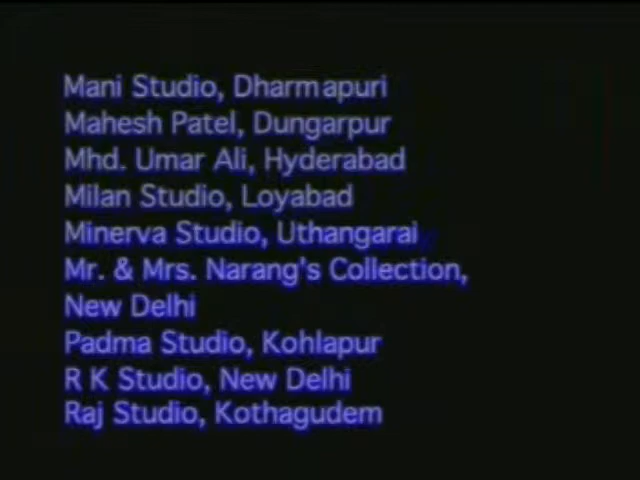 Mani Studio, Dharmapuri
Mahesh Patel, Dungarpur
Mhd. Umar Ali, Hyderabad
Milan Studio, Loyabad
Minerva Studio, Uthangarai
Mr. & Mrs. Narang's Collection,
New Delhi
Padma Studio, Kohlapur
R K Studio, New Delhi
Raj Studio, Kothagudem